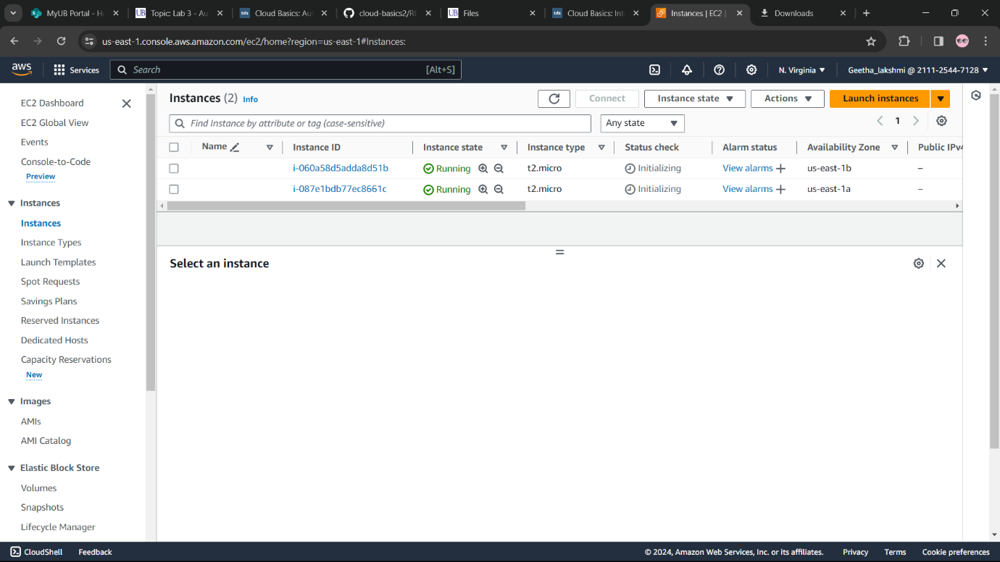 MyUB Portal - Ho
UB Topic: Lab 3 - Au
tds Cloud Basics: Au
cloud-basics2/RE
UB Files
tds Cloud Basics: Int
Instances | EC2 |
Downloads
us-east-1.console.aws.amazon.com/ec2/home?region=us-east-1#Instances:
aws
Services
Search
[Alt+S]
N. Virginia
Geetha_lakshmi @ 2111-2544-7128
EC2 Dashboard
EC2 Global View
Events
Console-to-Code
Preview
Instances
Instances
Instance Types
Launch Templates
Spot Requests
Savings Plans
Reserved Instances
Dedicated Hosts
Capacity Reservations
New
Images
AMIs
AMI Catalog
Elastic Block Store
Volumes
Snapshots
Lifecycle Manager
Instances (2) Info
Connect
Instance state
Actions
Launch instances
Find Instance by attribute or tag (case-sensitive)
Any state
1
Name Instance ID Instance state Instance type Status check Alarm status Availability Zone Public IPv4
i-060a58d5adda8d51b Running t2.micro Initializing View alarms + us-east-1b –
i-087e1bdb77ec8661c Running t2.micro Initializing View alarms + us-east-1a –
Select an instance
CloudShell
Feedback
© 2024, Amazon Web Services, Inc. or its affiliates.
Privacy
Terms
Cookie preferences